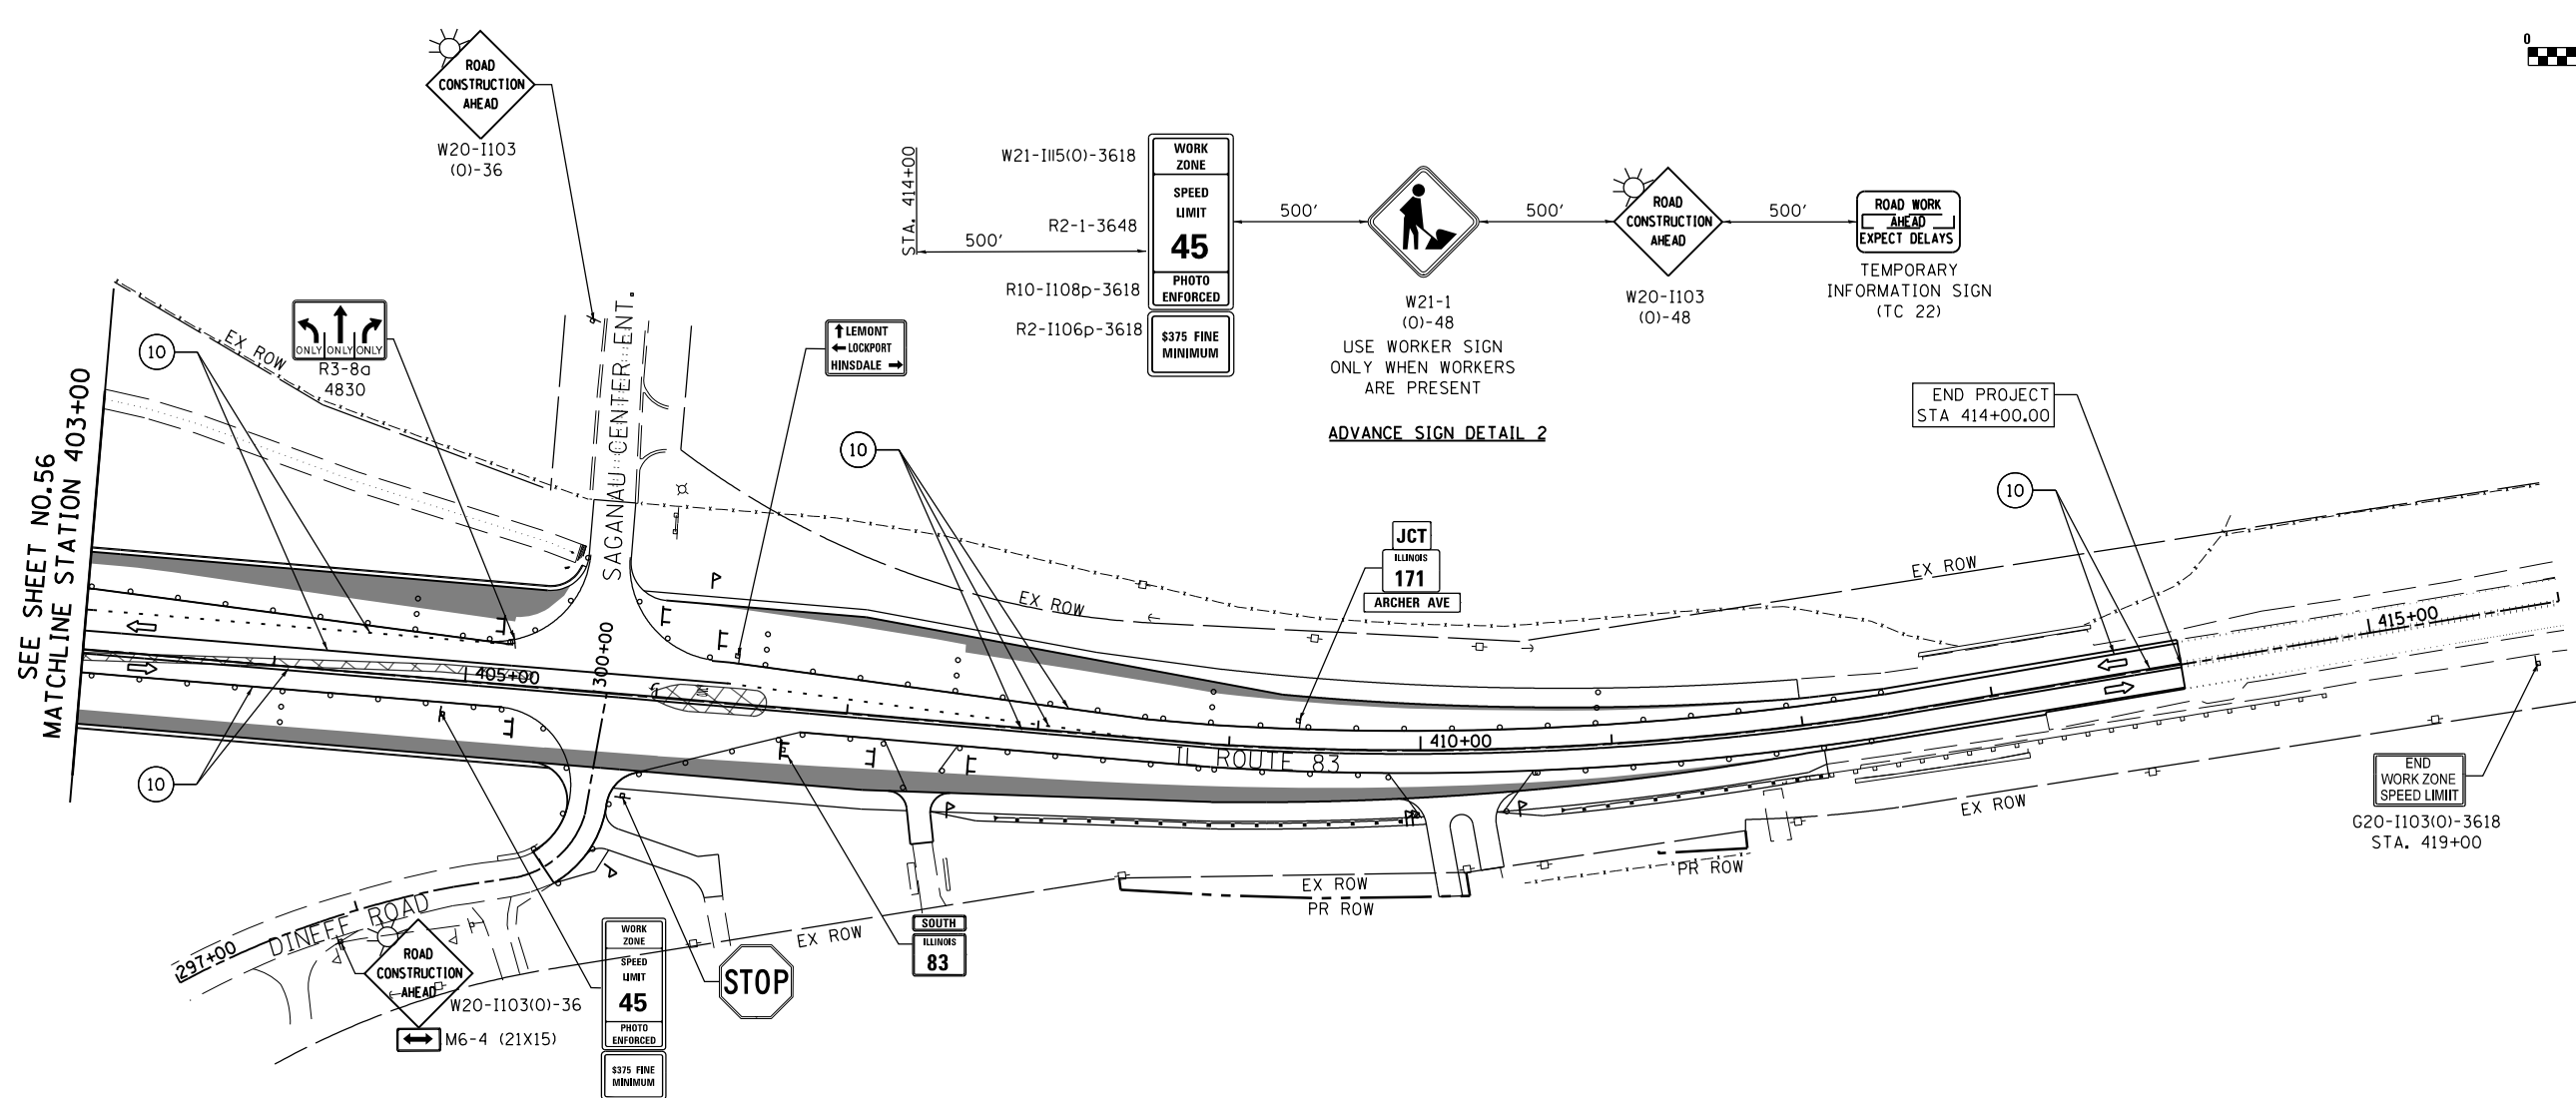 0
ROAD
CONSTRUCTION
AHEAD
W20-I103
(O)-36
STA. 414+00
500'
W21-I115(O)-3618
R2-1-3648
R10-I108p-3618
R2-I106p-3618
WORK
ZONE
SPEED
LIMIT
45
PHOTO
ENFORCED
$375 FINE
MINIMUM
500'
W21-1
(O)-48
USE WORKER SIGN
ONLY WHEN WORKERS
ARE PRESENT
500'
ROAD
CONSTRUCTION
AHEAD
W20-I103
(O)-48
500'
ROAD WORK
AHEAD
EXPECT DELAYS
TEMPORARY
INFORMATION SIGN
(TC 22)
ADVANCE SIGN DETAIL 2
SEE SHEET NO.56
MATCHLINE STATION 403+00
10
EX ROW
ONLY ONLY ONLY
R3-8a
4830
SAGANAU CENTER ENT.
LEMONT
LOCKPORT
HINSDALE
10
END PROJECT
STA 414+00.00
10
JCT
ILLINOIS
171
ARCHER AVE
EX ROW
EX ROW
405+00
300+00
410+00
415+00
IL ROUTE 83
10
END
WORK ZONE
SPEED LIMIT
G20-I103(O)-3618
STA. 419+00
EX ROW
PR ROW
EX ROW
PR ROW
EX ROW
DINEFF ROAD
297+00
ROAD
CONSTRUCTION
AHEAD
W20-I103(O)-36
M6-4 (21X15)
WORK
ZONE
SPEED
LIMIT
45
PHOTO
ENFORCED
$375 FINE
MINIMUM
STOP
SOUTH
ILLINOIS
83